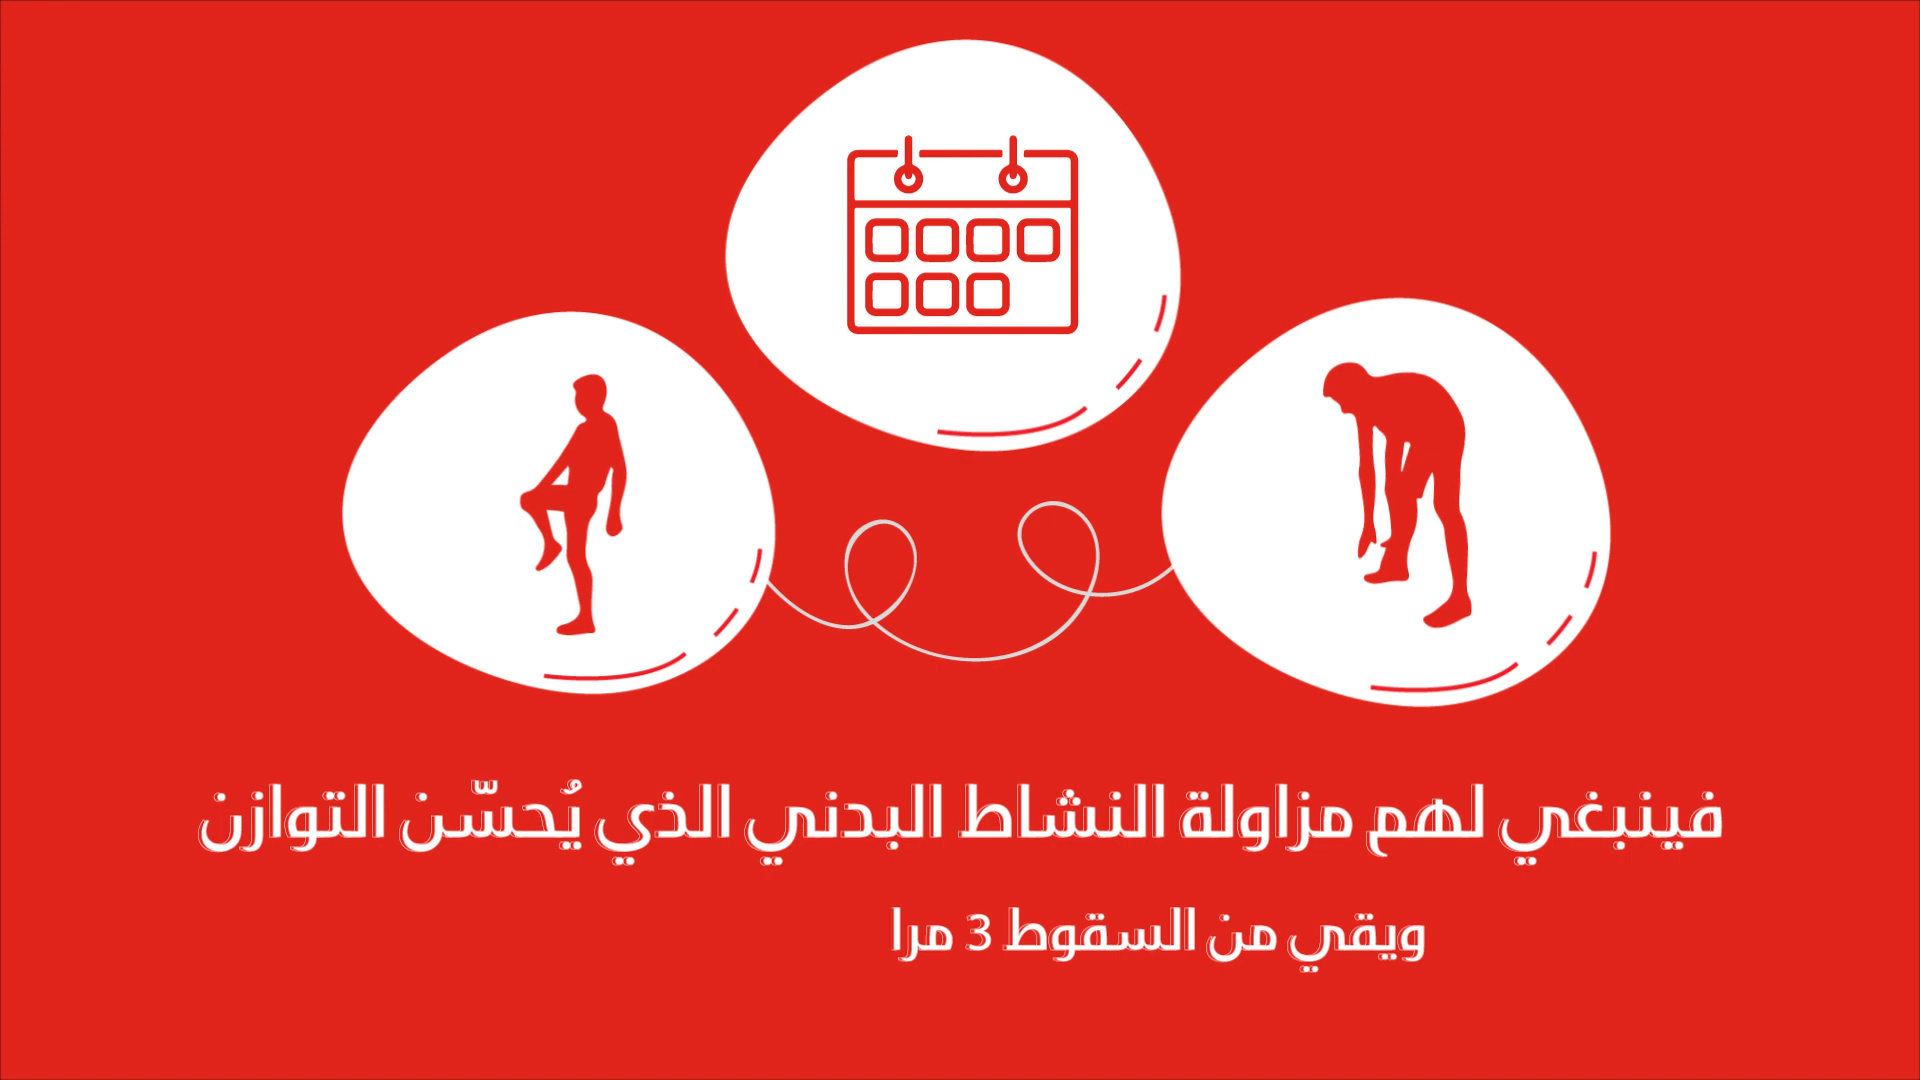 فينبغي لهم مزاولة النشاط البدني الذي يُحسّن التوازن
ويقي من السقوط 3 مرا